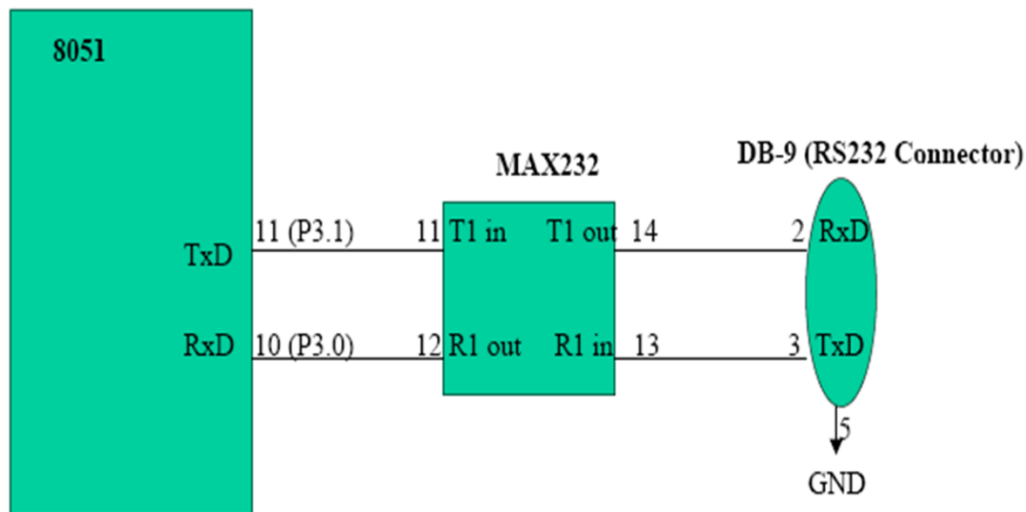 8051
DB-9 (RS232 Connector)
MAX232
TxD 11 (P3.1) 11 T1 in T1 out 14 2 RxD
RxD 10 (P3.0) 12 R1 out R1 in 13 3 TxD
5
GND